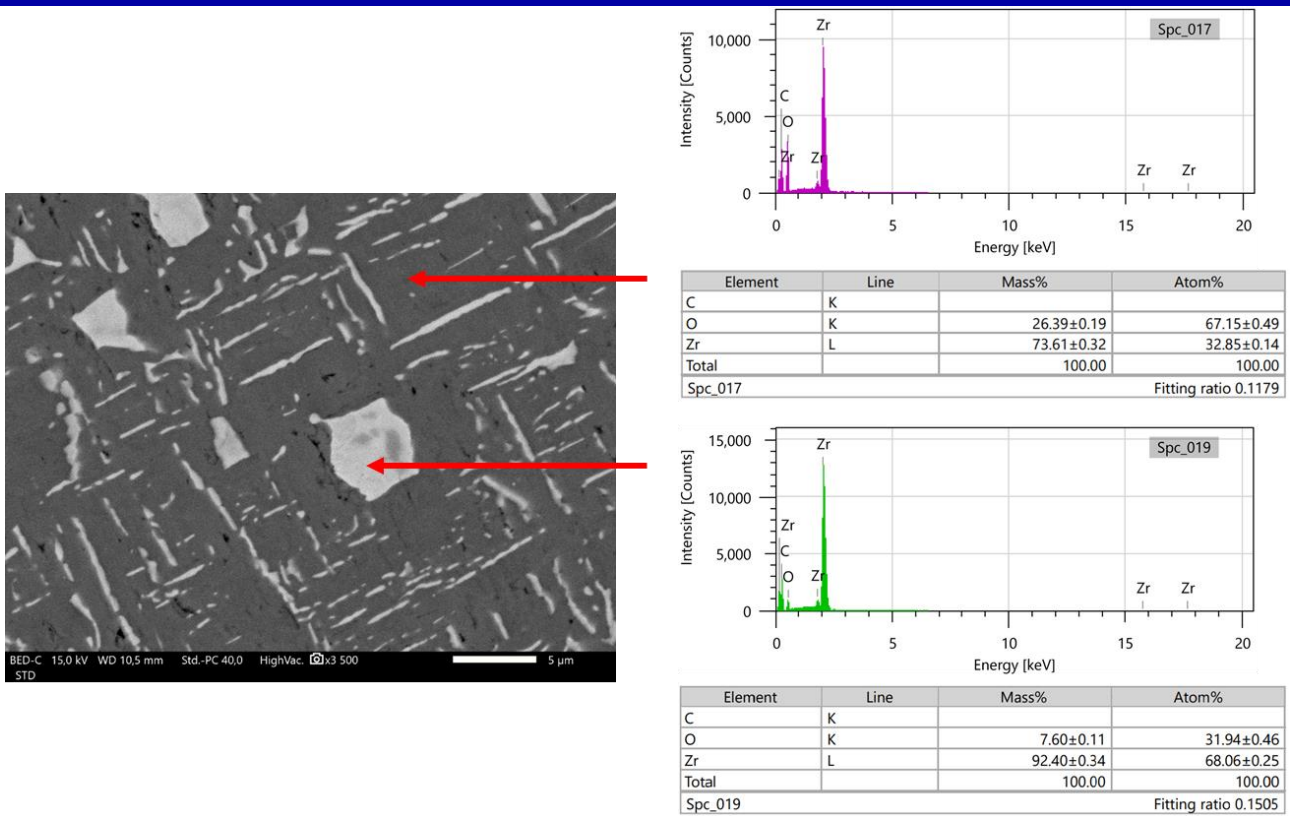 Spc_017
Zr
10,000
C
O
5,000
Zr Zr
Zr Zr
0
0 5 10 15 20
Intensity [Counts]
Energy [keV]
Element Line Mass% Atom%
C K
O K 26.39±0.19 67.15±0.49
Zr L 73.61±0.32 32.85±0.14
Total 100.00 100.00
Spc_017 Fitting ratio 0.1179
BED-C 15,0 kV WD 10,5 mm Std.-PC 40,0 HighVac. x3 500 5 µm
STD
15,000
Zr
Spc_019
10,000
Zr
5,000
C
O Zr
Zr Zr
0
0 5 10 15 20
Intensity [Counts]
Energy [keV]
Element Line Mass% Atom%
C K
O K 7.60±0.11 31.94±0.46
Zr L 92.40±0.34 68.06±0.25
Total 100.00 100.00
Spc_019 Fitting ratio 0.1505